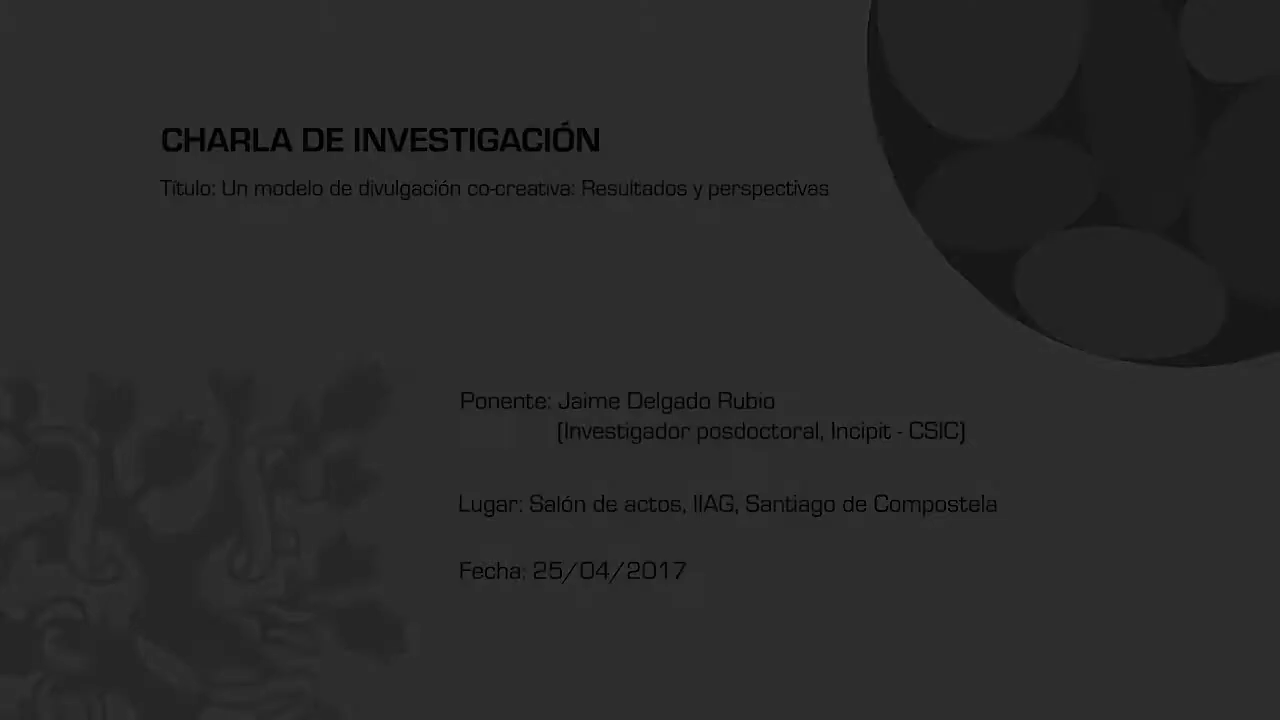 CHARLA DE INVESTIGACIÓN
Título: Un modelo de divulgación co-creativa: Resultados y perspectivas
Ponente: Jaime Delgado Rubio
(Investigador posdoctoral, Incipit - CSIC)
Lugar: Salón de actos, IIAG, Santiago de Compostela
Fecha: 25/04/2017